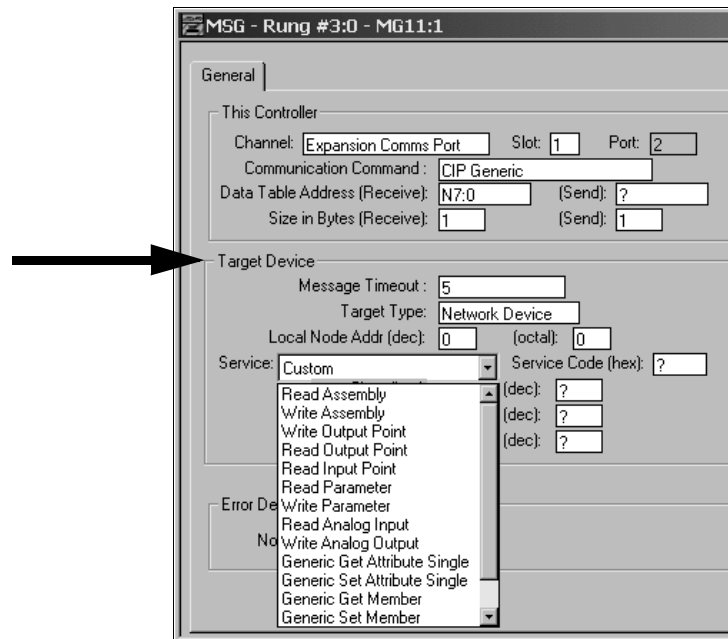 MSG - Rung #3:0 - MG11:1
General
This Controller
Channel: Expansion Comms Port Slot: 1 Port: 2
Communication Command : CIP Generic
Data Table Address (Receive): N7:0 (Send): ?
Size in Bytes (Receive): 1 (Send): 1
Target Device
Message Timeout : 5
Target Type: Network Device
Local Node Addr (dec): 0 (octal): 0
Service: Custom Service Code (hex): ?
(dec): ?
(dec): ?
(dec): ?
Read Assembly
Write Assembly
Write Output Point
Read Output Point
Read Input Point
Read Parameter
Write Parameter
Read Analog Input
Write Analog Output
Generic Get Attribute Single
Generic Set Attribute Single
Generic Get Member
Generic Set Member
Error De
No